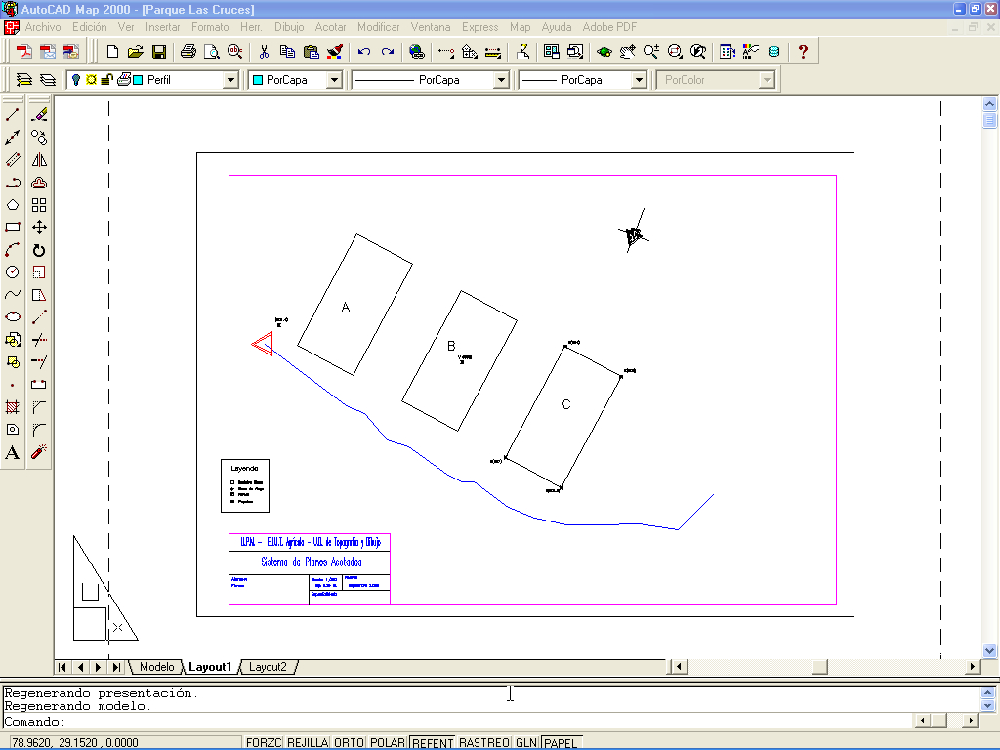 AutoCAD Map 2000 - [Parque Las Cruces]
Archivo Edición Ver Insertar Formato Herr. Dibujo Acotar Modificar Ventana Express Map Ayuda Adobe PDF
Perfil PorCapa PorCapa PorCapa PorColor
A
B
C
Leyenda
U.P.M. - E.U.I.T. Agrícola - U.D. de Topografía y Dibujo
Sistema de Planos Acotados
X
Modelo Layout1 Layout2
Regenerando presentación.
Regenerando modelo.
Comando:
78.9620, 29.1520 , 0.0000 FORZC REJILLA ORTO POLAR REFENT RASTREO GLN PAPEL